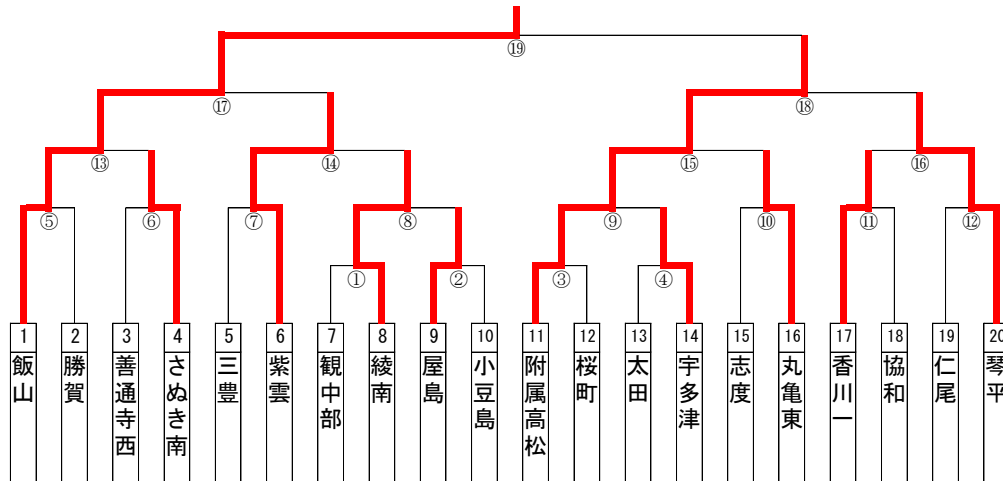 ⑲
⑰
⑱
⑬
⑭
⑮
⑯
⑤
⑥
⑦
⑧
⑨
⑩
⑪
⑫
①
②
③
④
1 2 3 4 5 6 7 8 9 10 11 12 13 14 15 16 17 18 19 20
飯山
勝賀
善通寺西
さぬき南
三豊
紫雲
観中部
綾南
屋島
小豆島
附属高松
桜町
太田
宇多津
志度
丸亀東
香川一
協和
仁尾
琴平